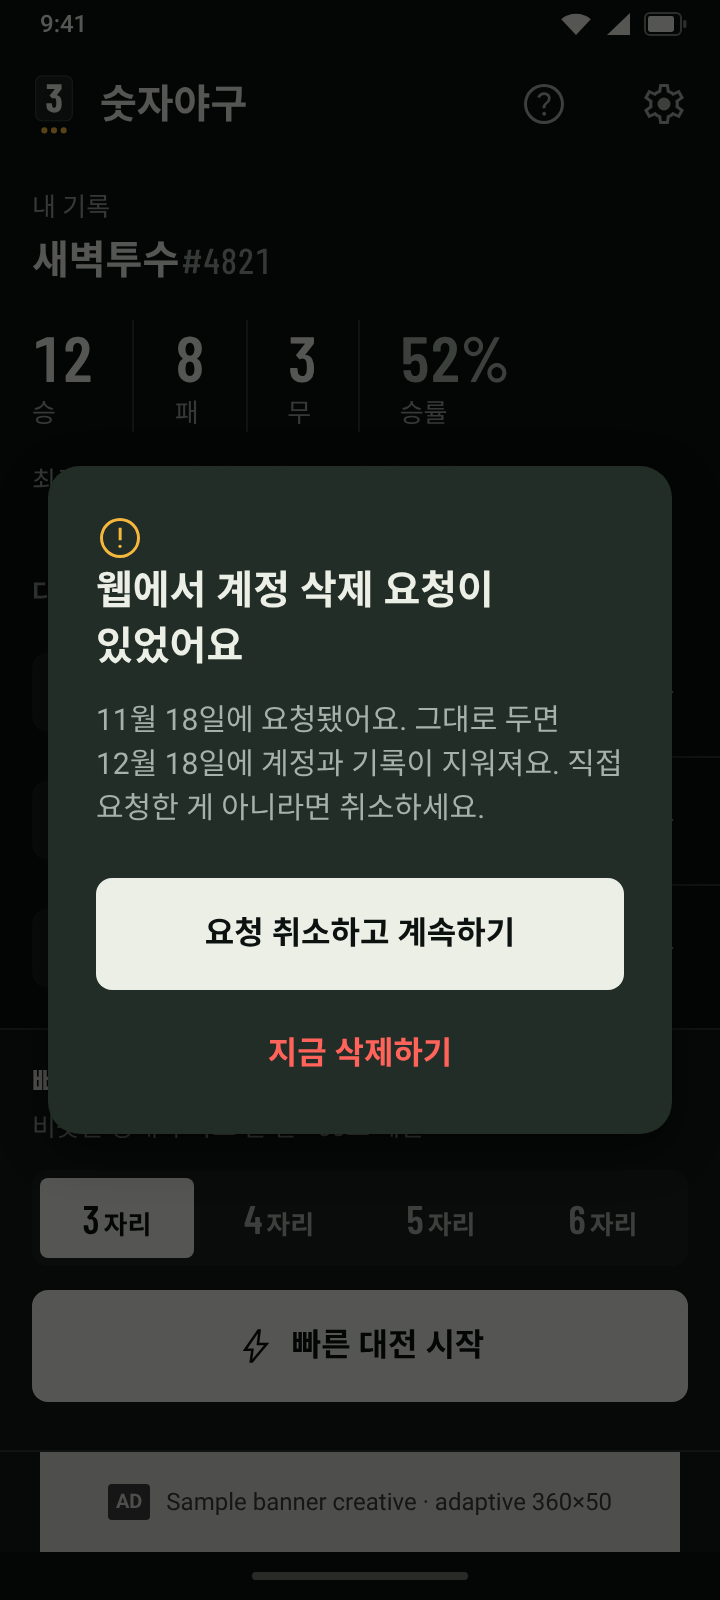 9:41
3 숫자야구
내 기록
새벽투수#4821
12 8 3 52%
승 패 무 승률
웹에서 계정 삭제 요청이
있었어요
11월 18일에 요청됐어요. 그대로 두면
12월 18일에 계정과 기록이 지워져요. 직접
요청한 게 아니라면 취소하세요.
요청 취소하고 계속하기
지금 삭제하기
3자리 4자리 5자리 6자리
빠른 대전 시작
AD Sample banner creative · adaptive 360×50